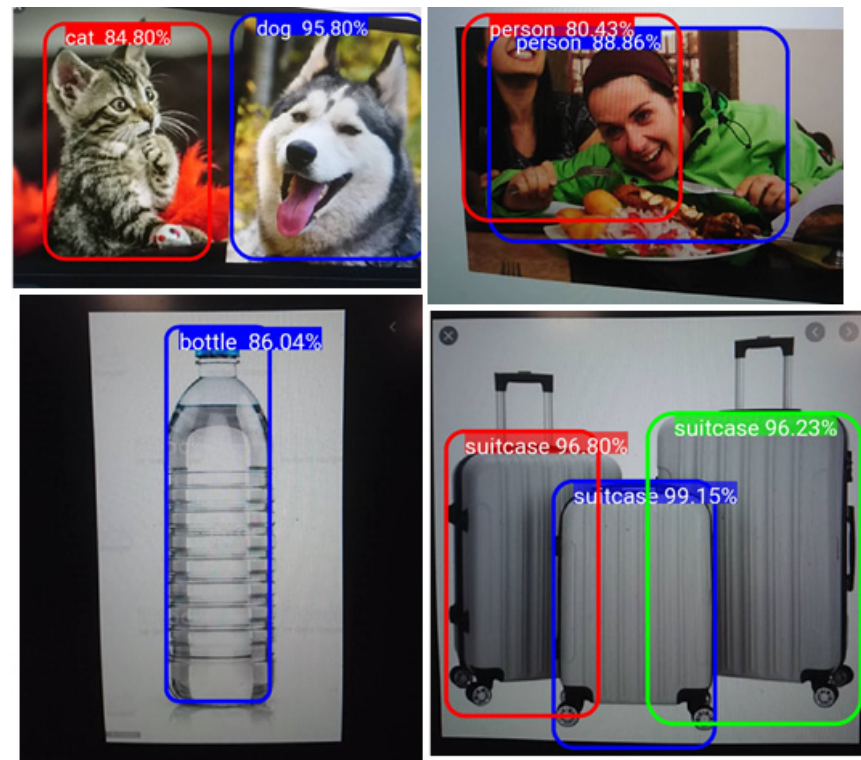 cat 84.80%
dog 95.80%
person 80.43%
person 88.86%
bottle 86.04%
suitcase 96.80%
suitcase 99.15%
suitcase 96.23%